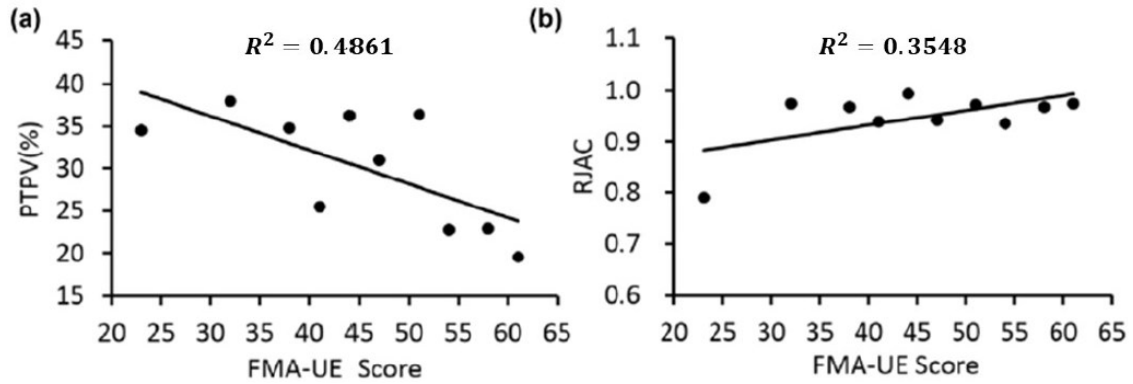 (a)
R² = 0.4861
45
40
35
30
25
20
15
PTPV(%)
20 25 30 35 40 45 50 55 60 65
FMA-UE Score
(b)
R² = 0.3548
1.1
1.0
0.9
0.8
0.7
0.6
RJAC
20 25 30 35 40 45 50 55 60 65
FMA-UE Score